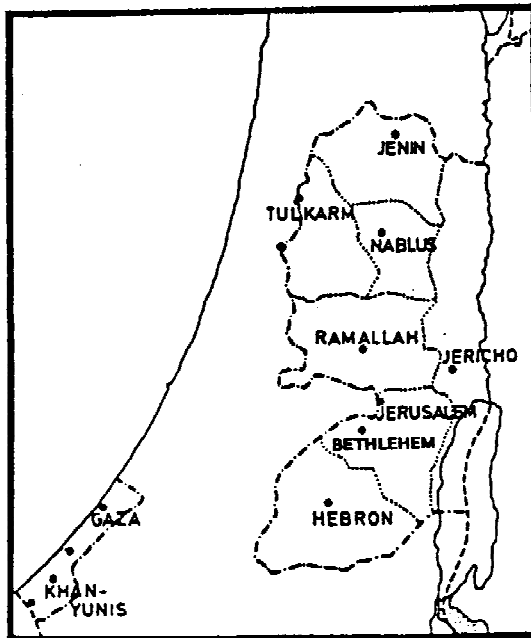 JENIN
TULKARM
NABLUS
RAMALLAH
JERICHO
JERUSALEM
BETHLEHEM
GAZA
HEBRON
KHAN-
YUNIS